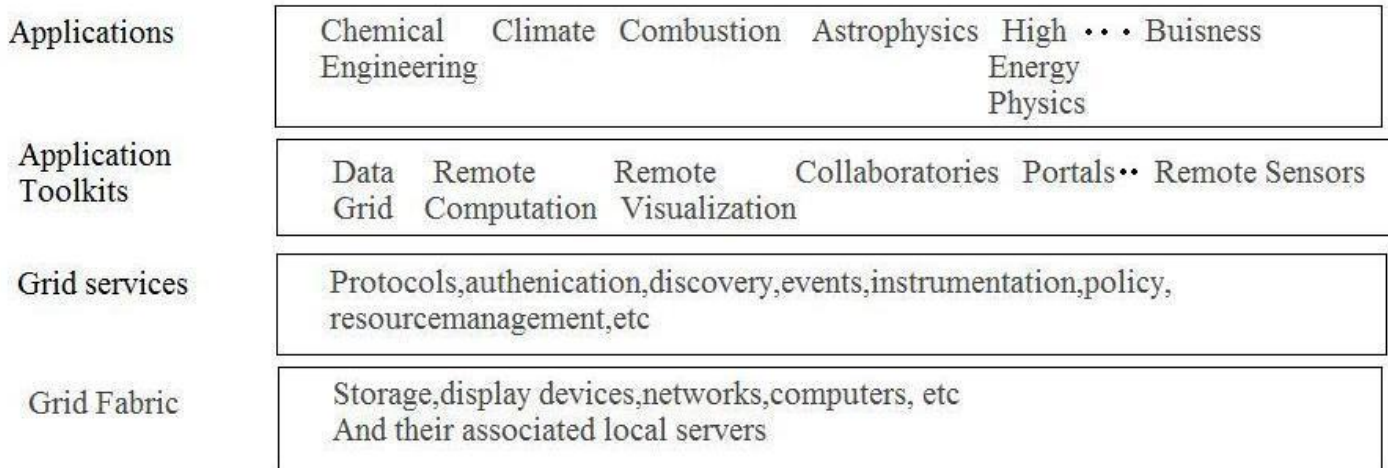 Applications
Chemical Climate Combustion Astrophysics High • • • Buisness
Engineering Energy
Physics
Application
Toolkits
Data Remote Remote Collaboratories Portals •• Remote Sensors
Grid Computation Visualization
Grid services
Protocols,authenication,discovery,events,instrumentation,policy,
resourcemanagement,etc
Grid Fabric
Storage,display devices,networks,computers, etc
And their associated local servers